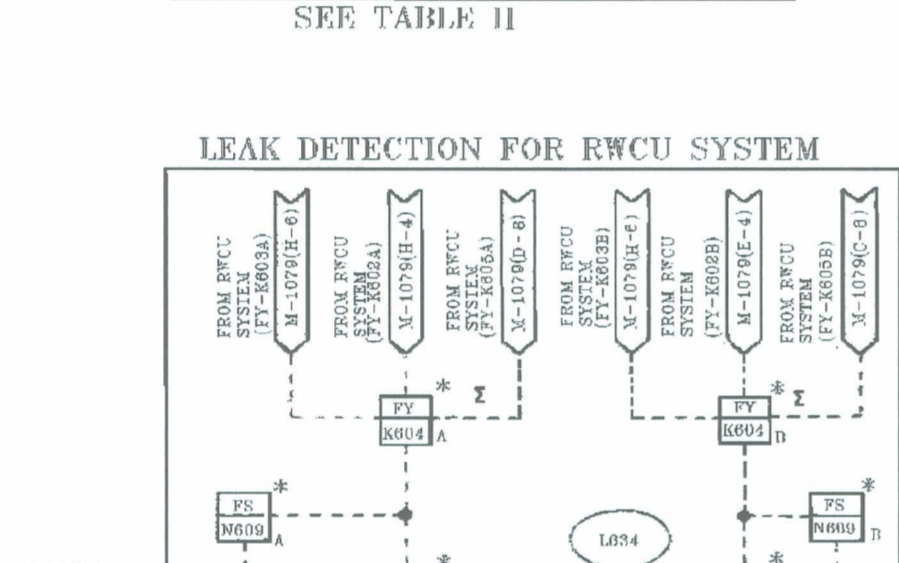 SEE TABLE II
LEAK DETECTION FOR RWCU SYSTEM
FROM RWCU
SYSTEM
(FY-K603A)
M-1079(H-6)
FROM RWCU
SYSTEM
(FY-K602A)
M-1079(H-4)
FROM RWCU
SYSTEM
(FY-K605A)
M-1079(D-8)
FROM RWCU
SYSTEM
(FY-K603B)
M-1079(H-6)
FROM RWCU
SYSTEM
(FY-K602B)
M-1079(E-4)
FROM RWCU
SYSTEM
(FY-K605B)
M-1079(C-8)
* Σ
FY
K604 A
* Σ
FY
K604 B
*
FS
N609 A
L634
*
FS
N609 B
*
*